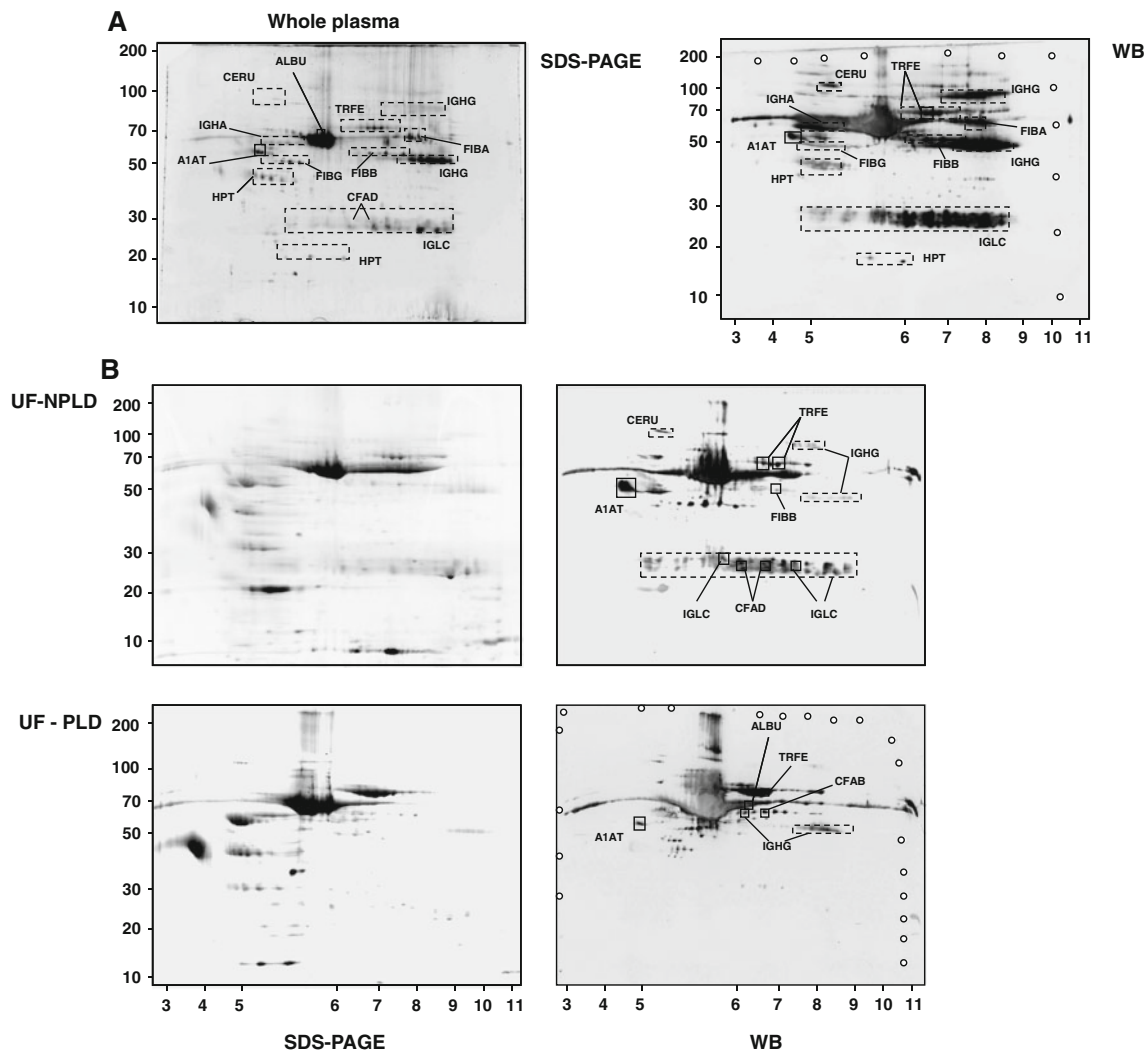 A
Whole plasma
SDS-PAGE
WB
200
100
70
50
30
20
10
ALBU
CERU
TRFE
IGHG
IGHA
A1AT
FIBA
FIBG
FIBB
IGHG
HPT
CFAD
IGLC
HPT
200
100
70
50
30
20
10
CERU
TRFE
IGHG
IGHA
FIBA
A1AT
FIBG
FIBB
IGHG
HPT
IGLC
HPT
3 4 5 6 7 8 9 10 11
B
UF-NPLD
200
100
70
50
30
20
10
CERU
TRFE
IGHG
A1AT
FIBB
IGLC
CFAD
IGLC
UF - PLD
200
100
70
50
30
20
10
3 4 5 6 7 8 9 10 11
SDS-PAGE
ALBU
TRFE
CFAB
A1AT
IGHG
3 4 5 6 7 8 9 10 11
WB